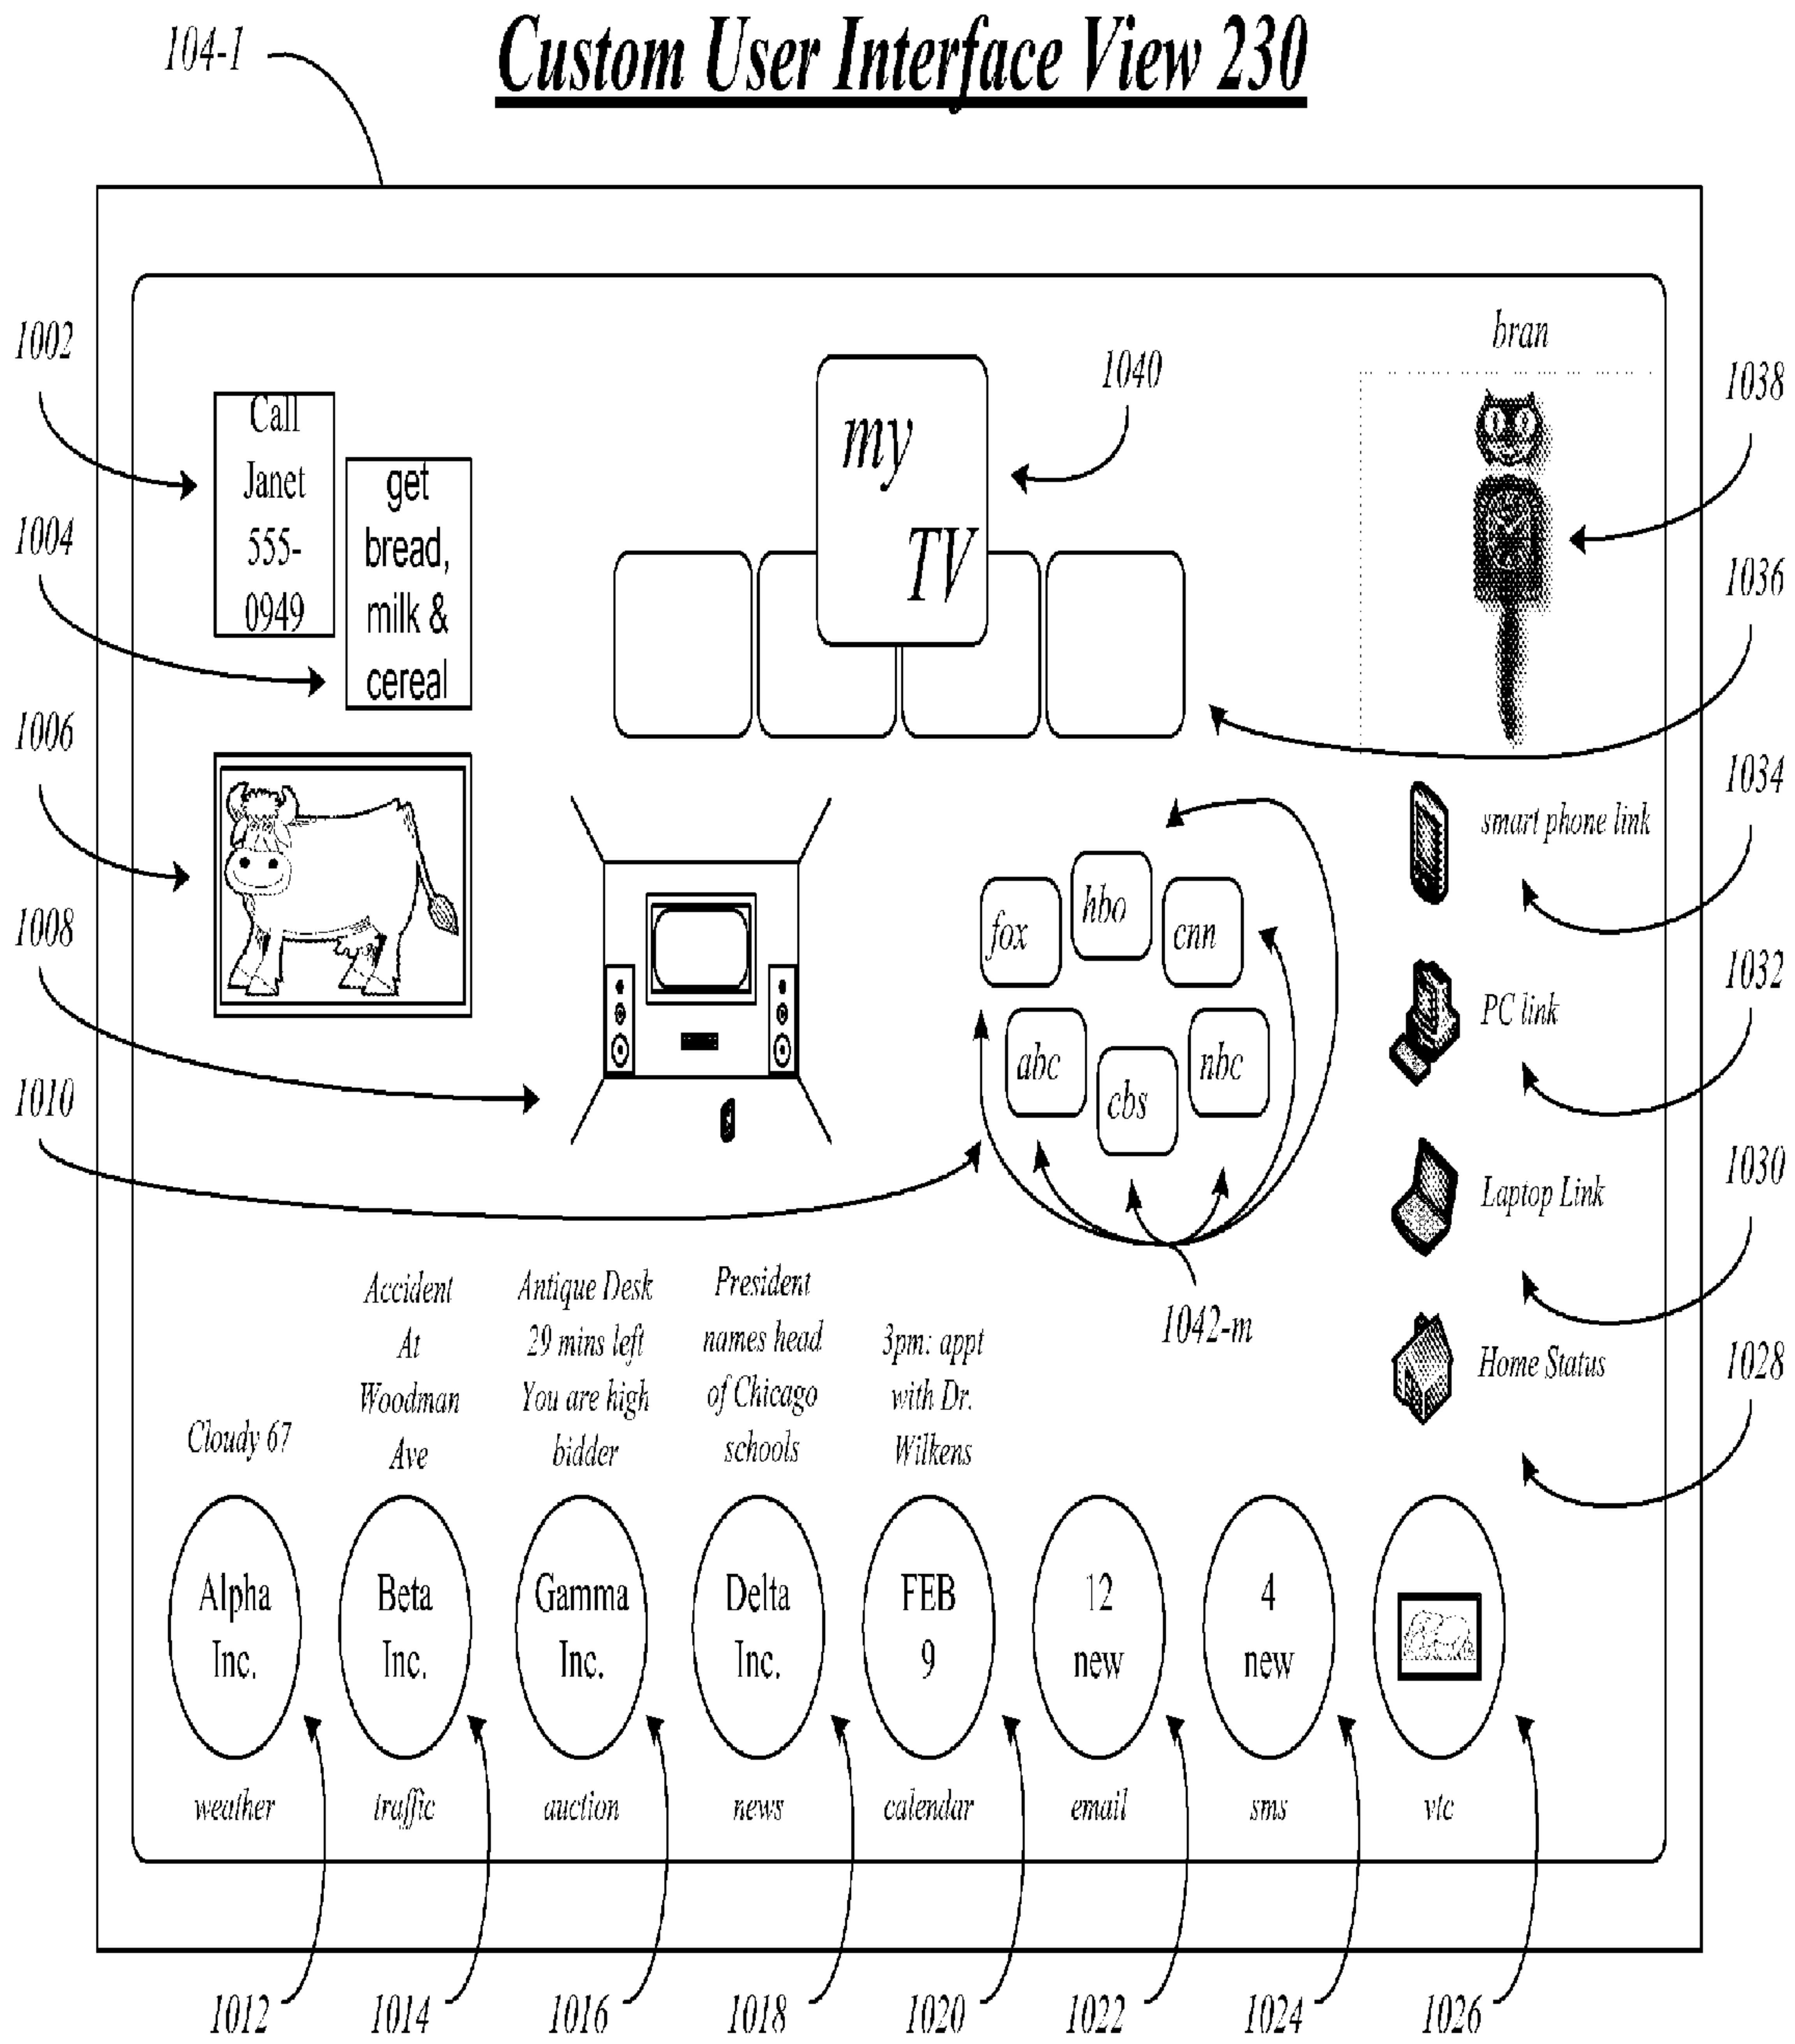 104-1
Custom User Interface View 230
1002
1004
1006
1008
1010
Call
Janet
555-
0949
get
bread,
milk &
cereal
my
TV
1040
bran
1038
1036
1034
1032
1030
1028
smart phone link
PC link
Laptop Link
Home Status
fox
hbo
cnn
abc
cbs
nbc
1042-m
Cloudy 67
Accident
At
Woodman
Ave
Antique Desk
29 mins left
You are high
bidder
President
names head
of Chicago
schools
3pm: appt
with Dr.
Wilkens
Alpha
Inc.
Beta
Inc.
Gamma
Inc.
Delta
Inc.
FEB
9
12
new
4
new
weather
traffic
auction
news
calendar
email
sms
vtc
1012
1014
1016
1018
1020
1022
1024
1026